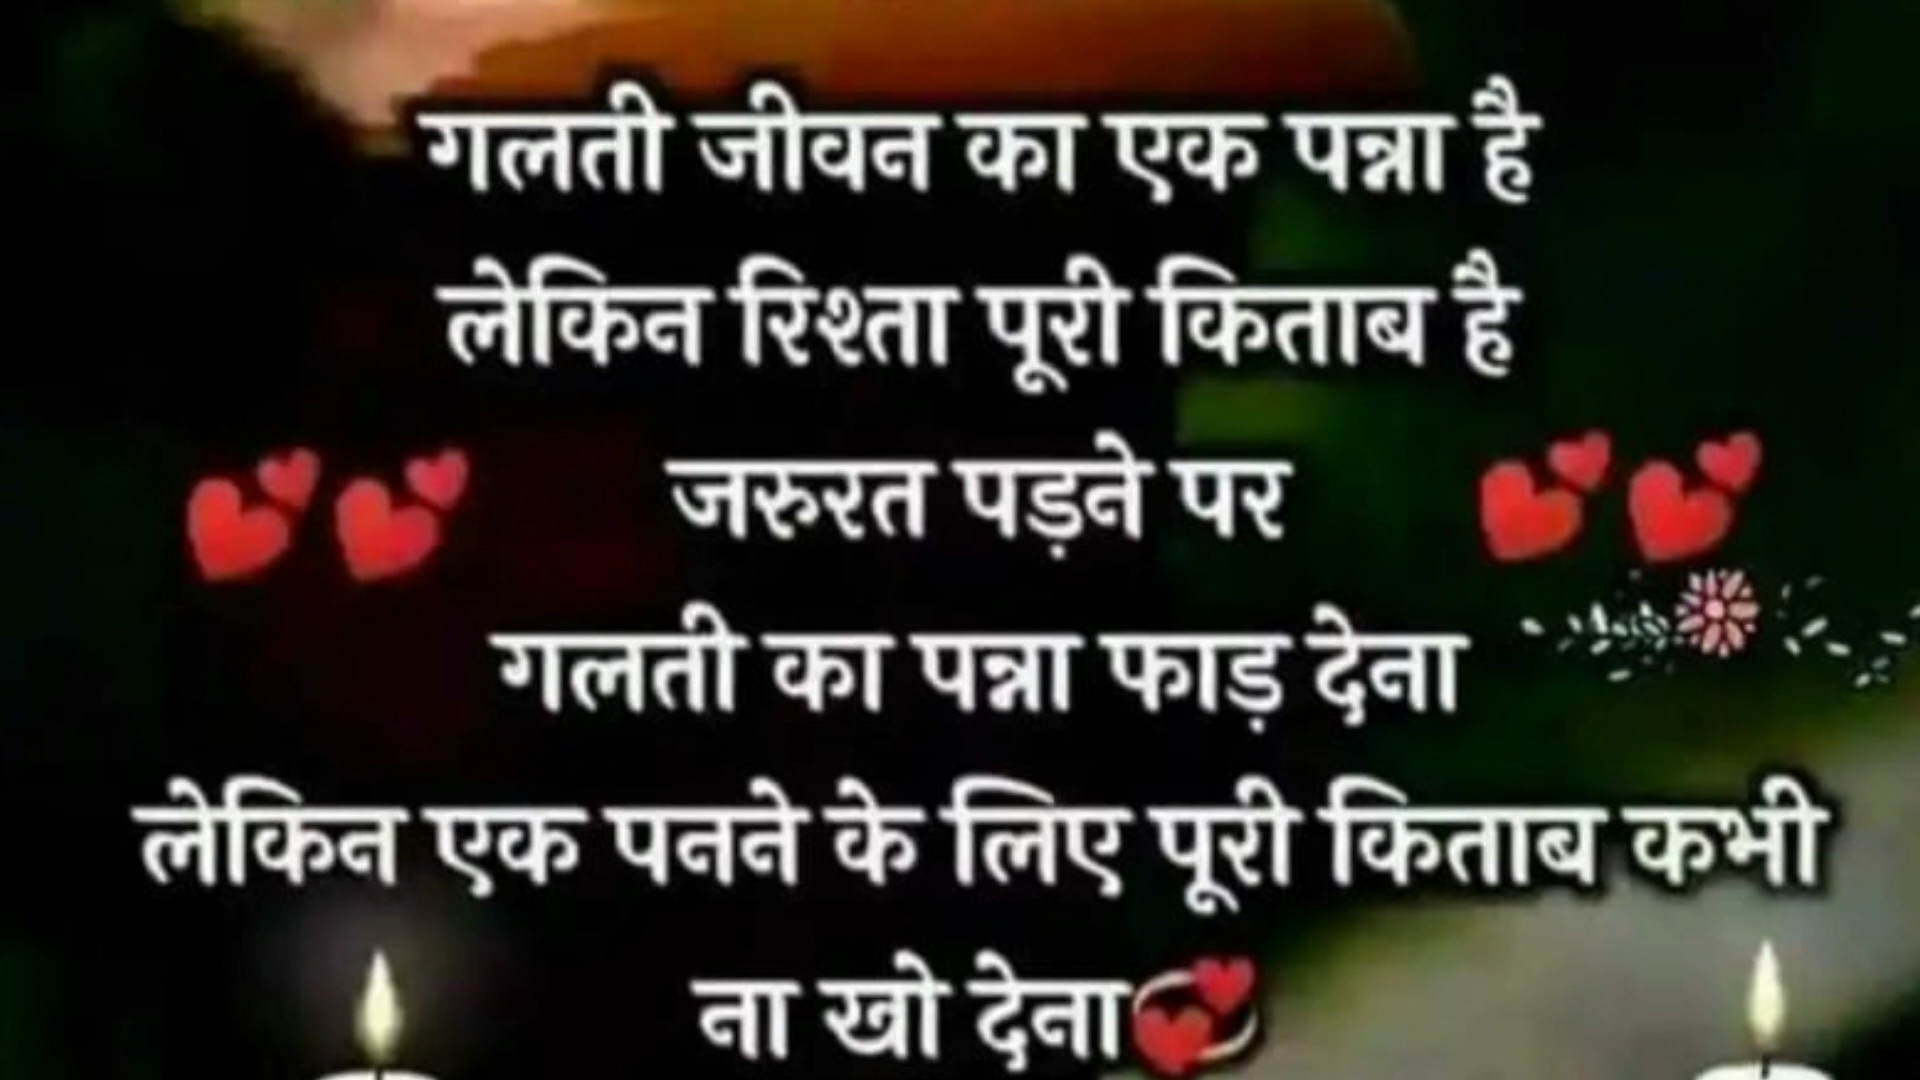 गलती जीवन का एक पन्ना है
लेकिन रिश्ता पूरी किताब है
जरुरत पड़ने पर
गलती का पन्ना फाड़ देना
लेकिन एक पनने के लिए पूरी किताब कभी
ना खो देना